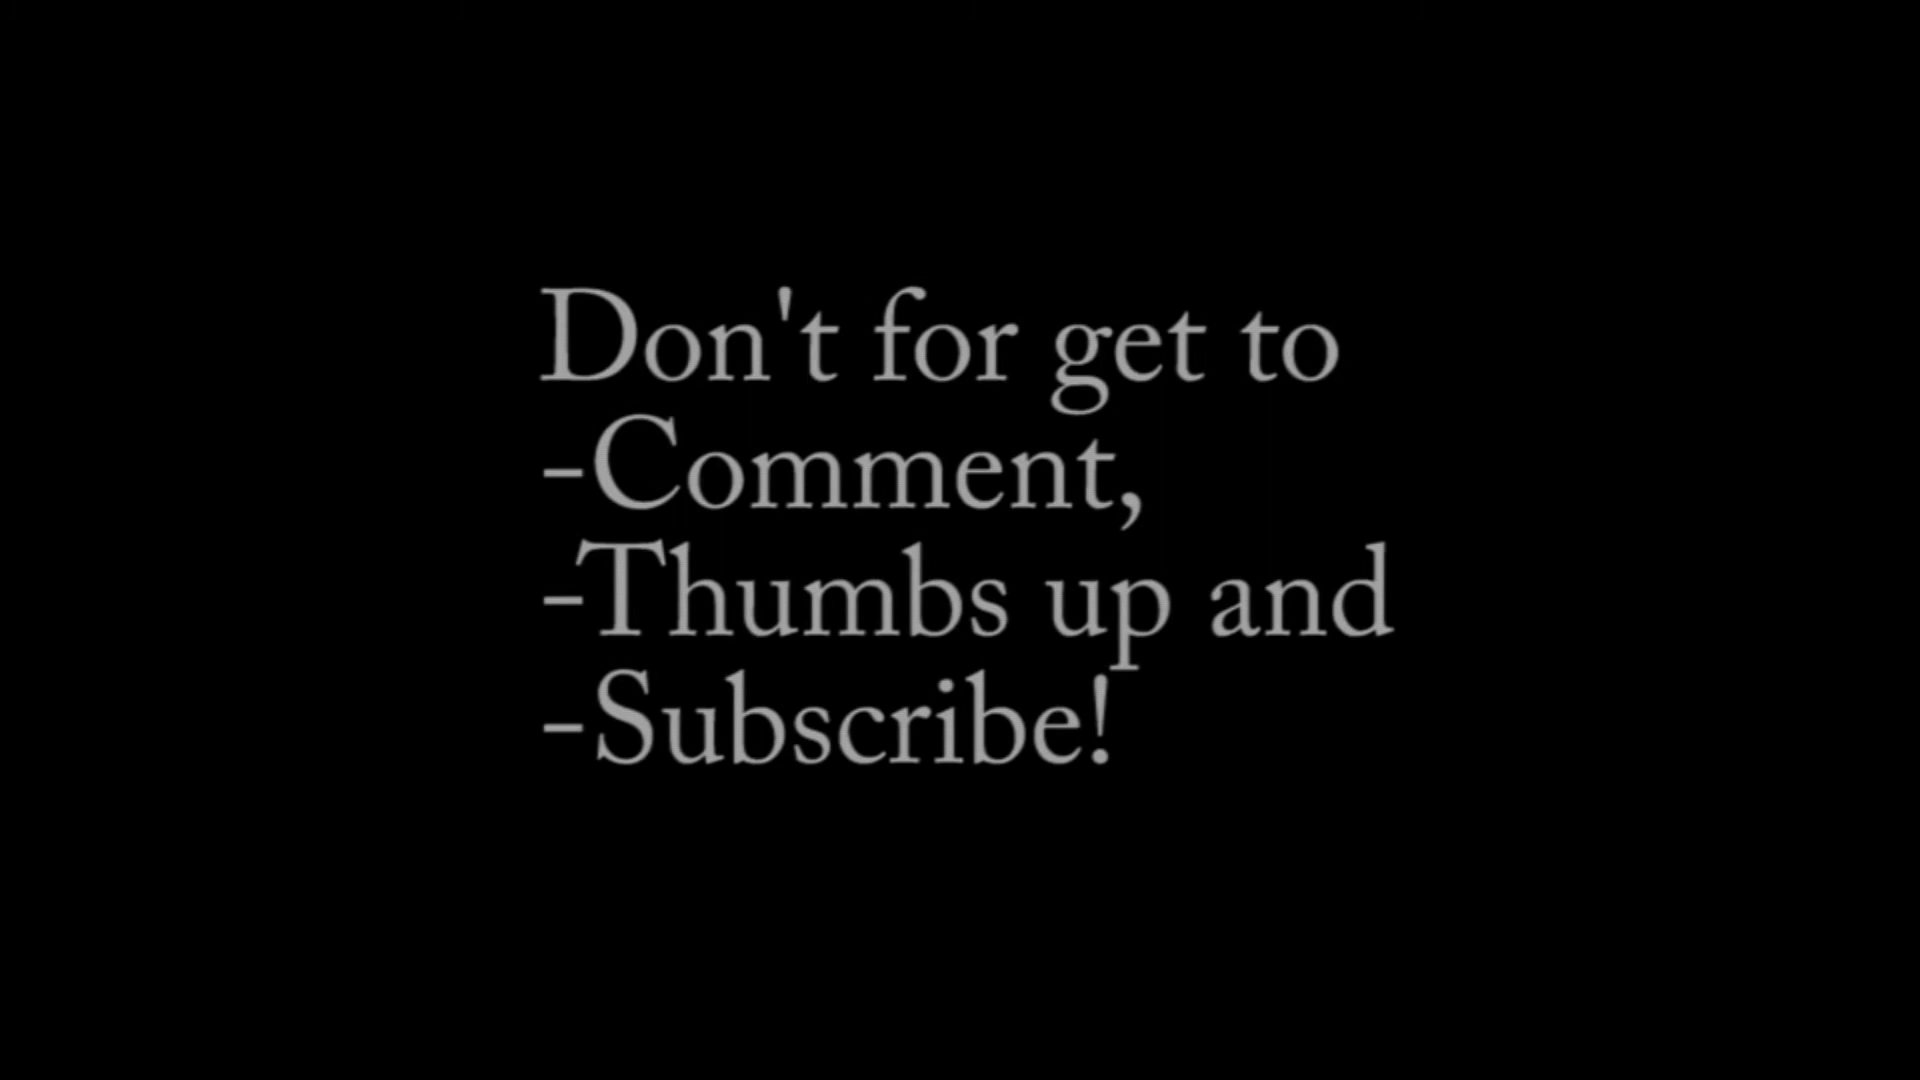 Don't for get to
-Comment,
-Thumbs up and
-Subscribe!